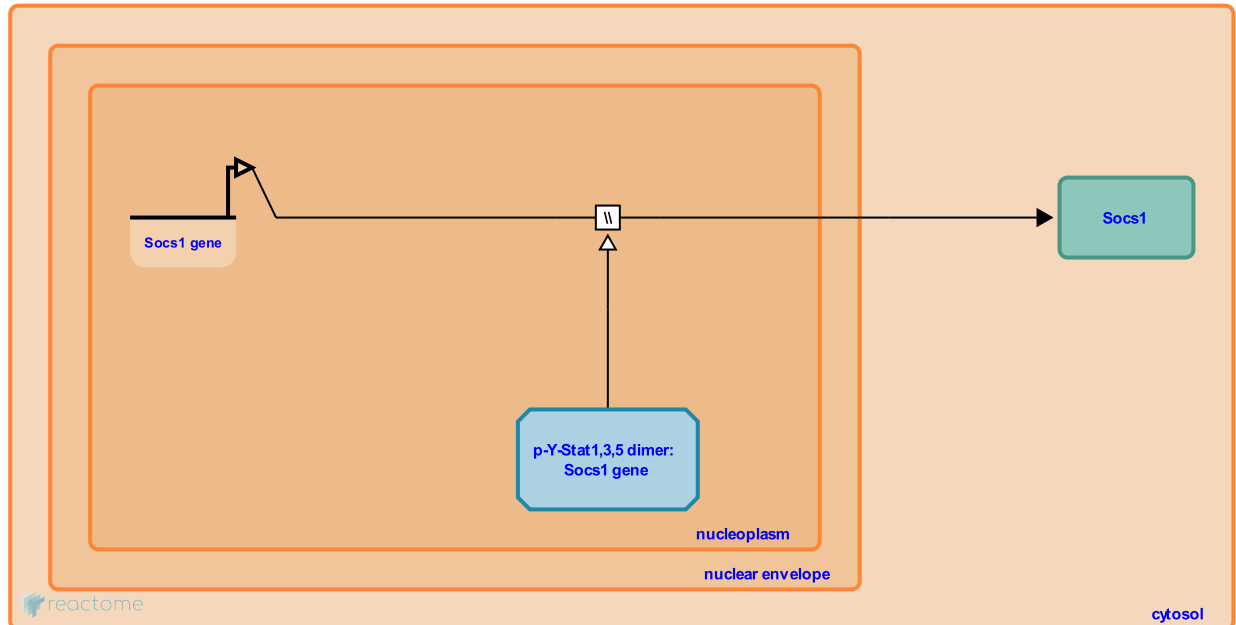 \\
Socs1
Socs1 gene
p-Y-Stat1,3,5 dimer:
Socs1 gene
nucleoplasm
nuclear envelope
reactome
cytosol